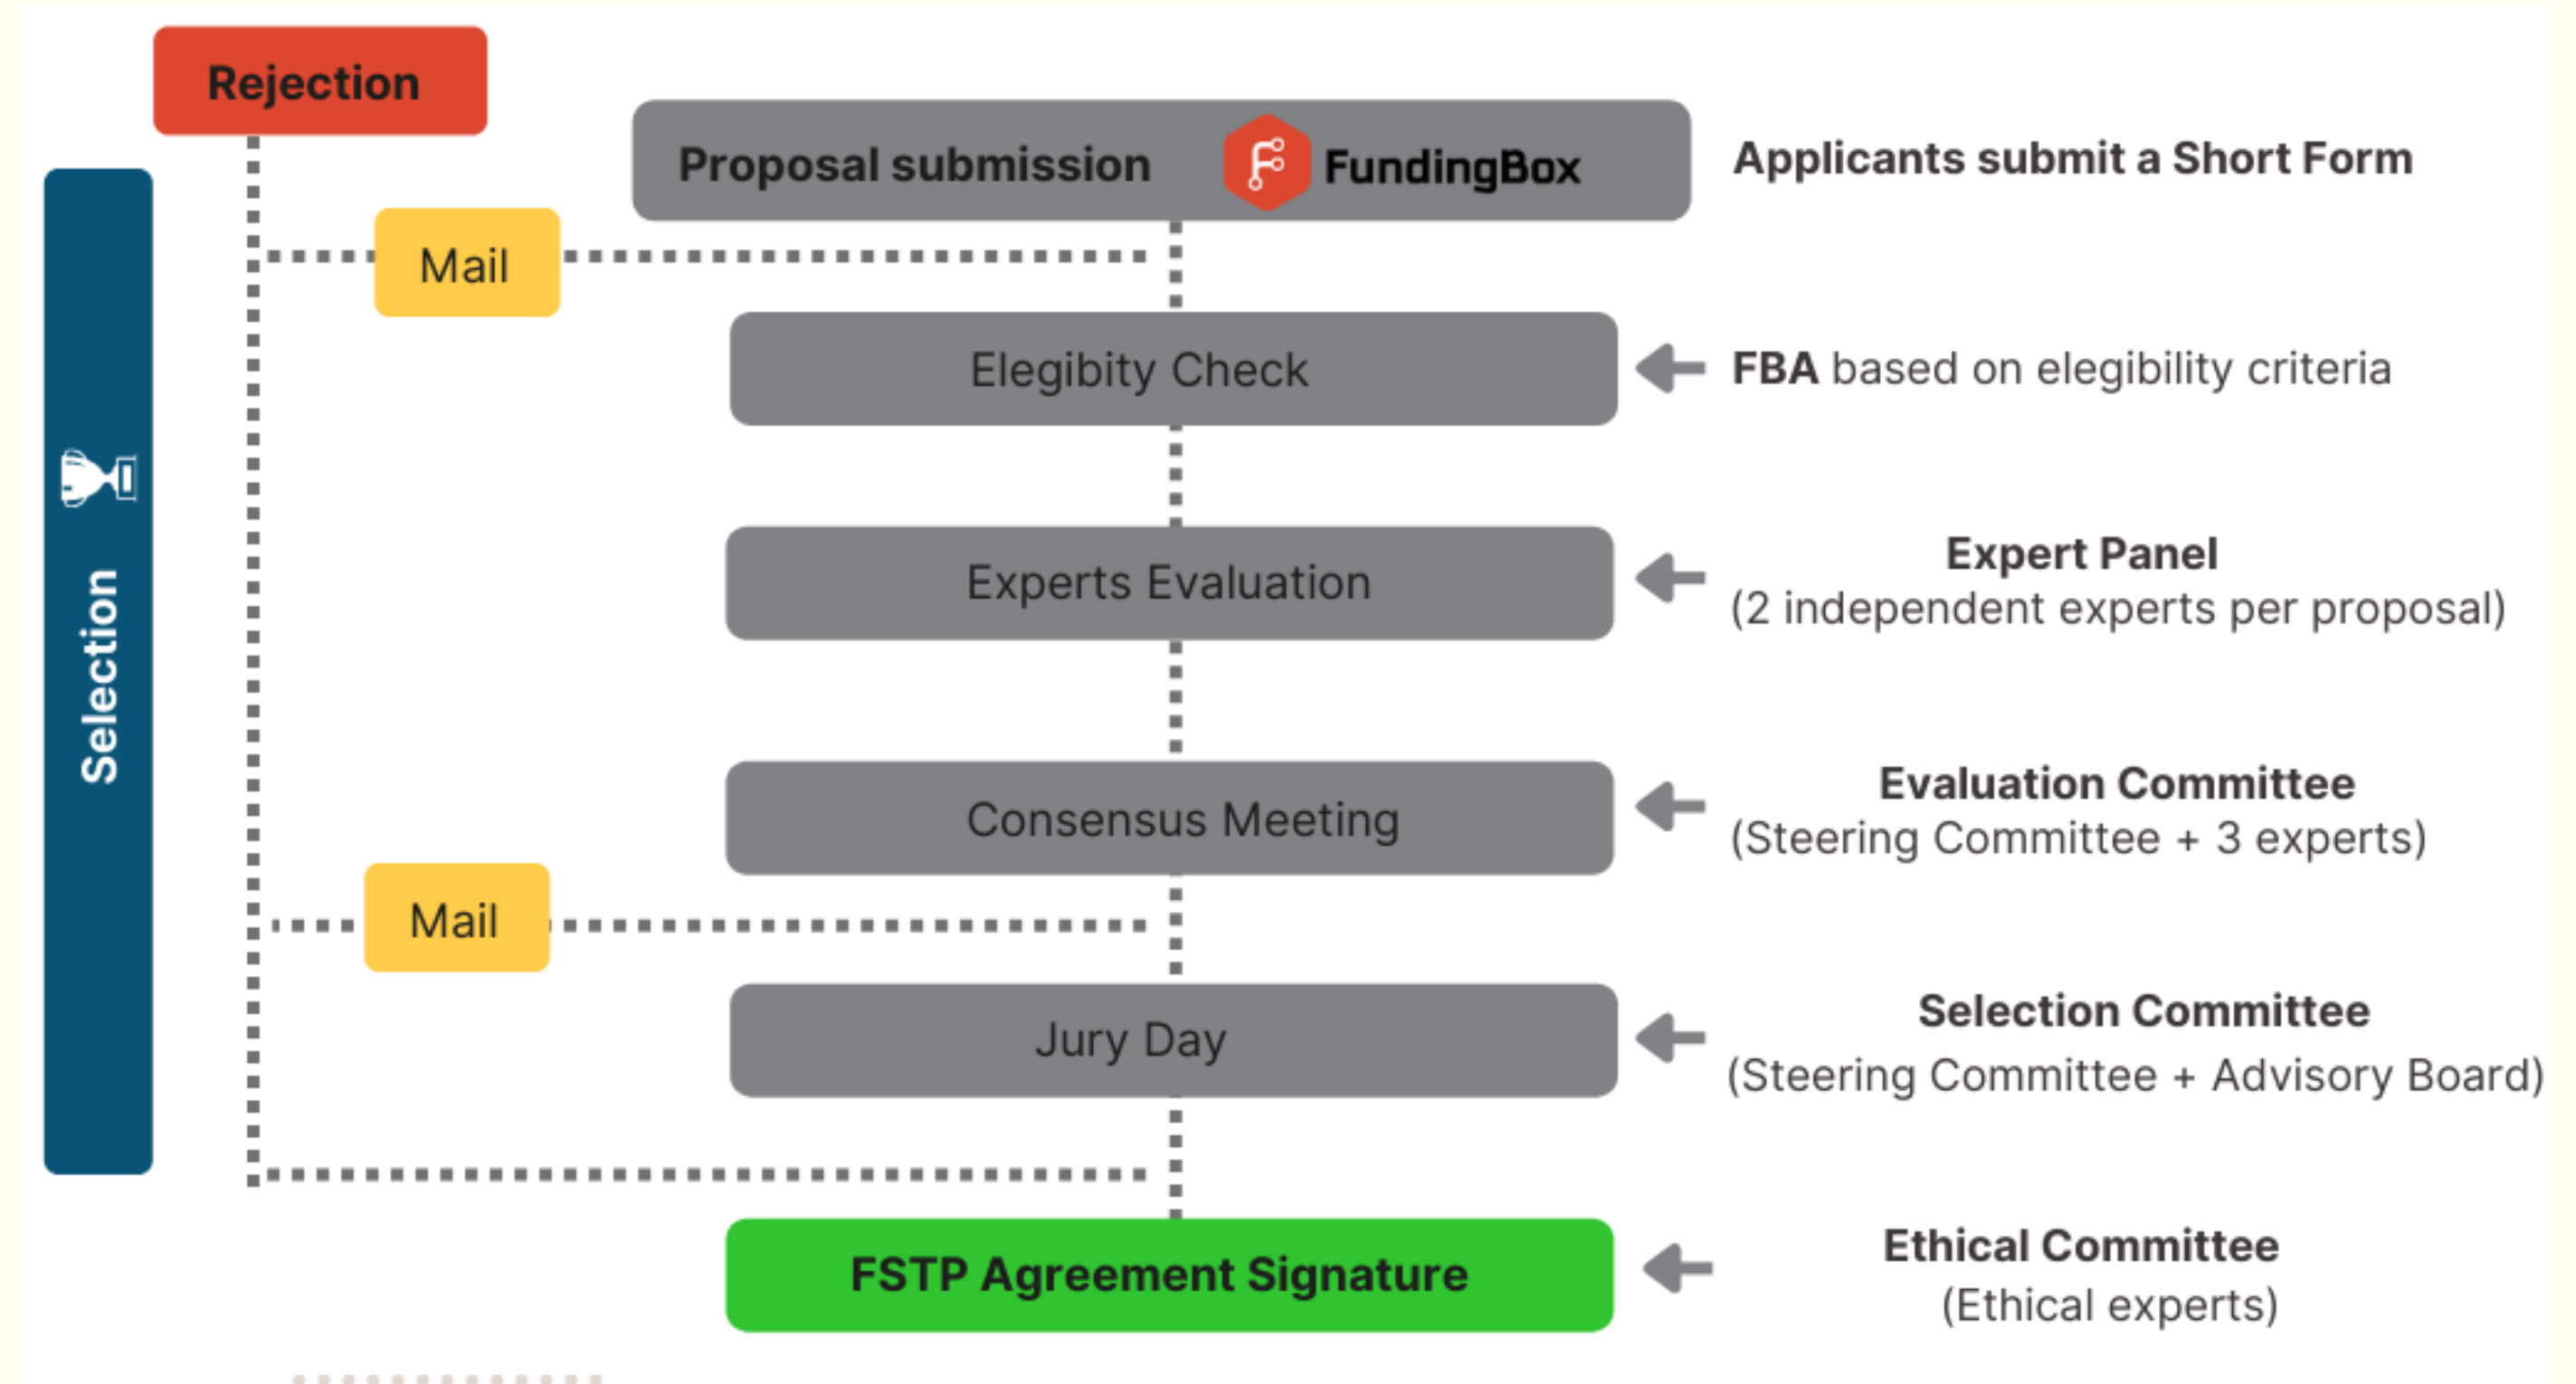 Rejection
Proposal submission FundingBox
Applicants submit a Short Form
Mail
Elegibity Check
FBA based on elegibility criteria
Selection
Experts Evaluation
Expert Panel
(2 independent experts per proposal)
Consensus Meeting
Evaluation Committee
(Steering Committee + 3 experts)
Mail
Jury Day
Selection Committee
(Steering Committee + Advisory Board)
FSTP Agreement Signature
Ethical Committee
(Ethical experts)